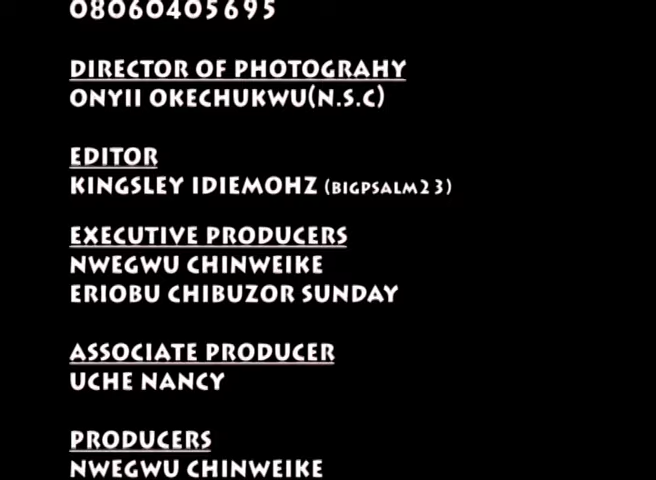 08060405695
DIRECTOR OF PHOTOGRAHY
ONYII OKECHUKWU(N.S.C)
EDITOR
KINGSLEY IDIEMOHZ (BIGPSALM23)
EXECUTIVE PRODUCERS
NWEGWU CHINWEIKE
ERIOBU CHIBUZOR SUNDAY
ASSOCIATE PRODUCER
UCHE NANCY
PRODUCERS
NWEGWU CHINWEIKE